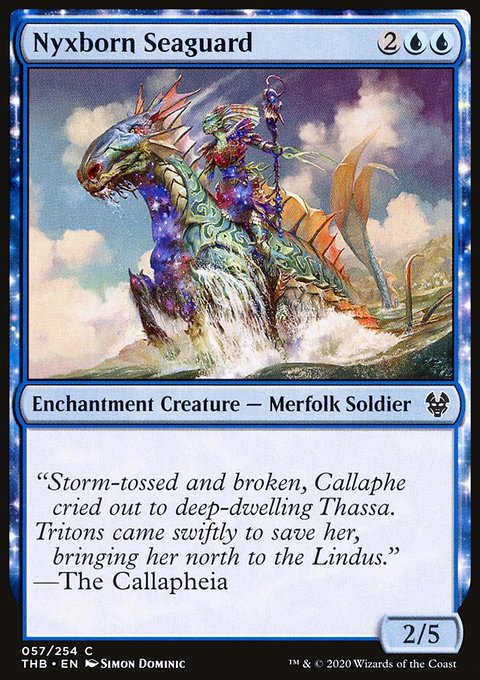 Nyxborn Seaguard 2
Enchantment Creature — Merfolk Soldier
“Storm-tossed and broken, Callaphe
cried out to deep-dwelling Thassa.
Tritons came swiftly to save her,
bringing her north to the Lindus.”
—The Callapheia
2/5
057/254 C
THB • EN Simon Dominic
™ & © 2020 Wizards of the Coast